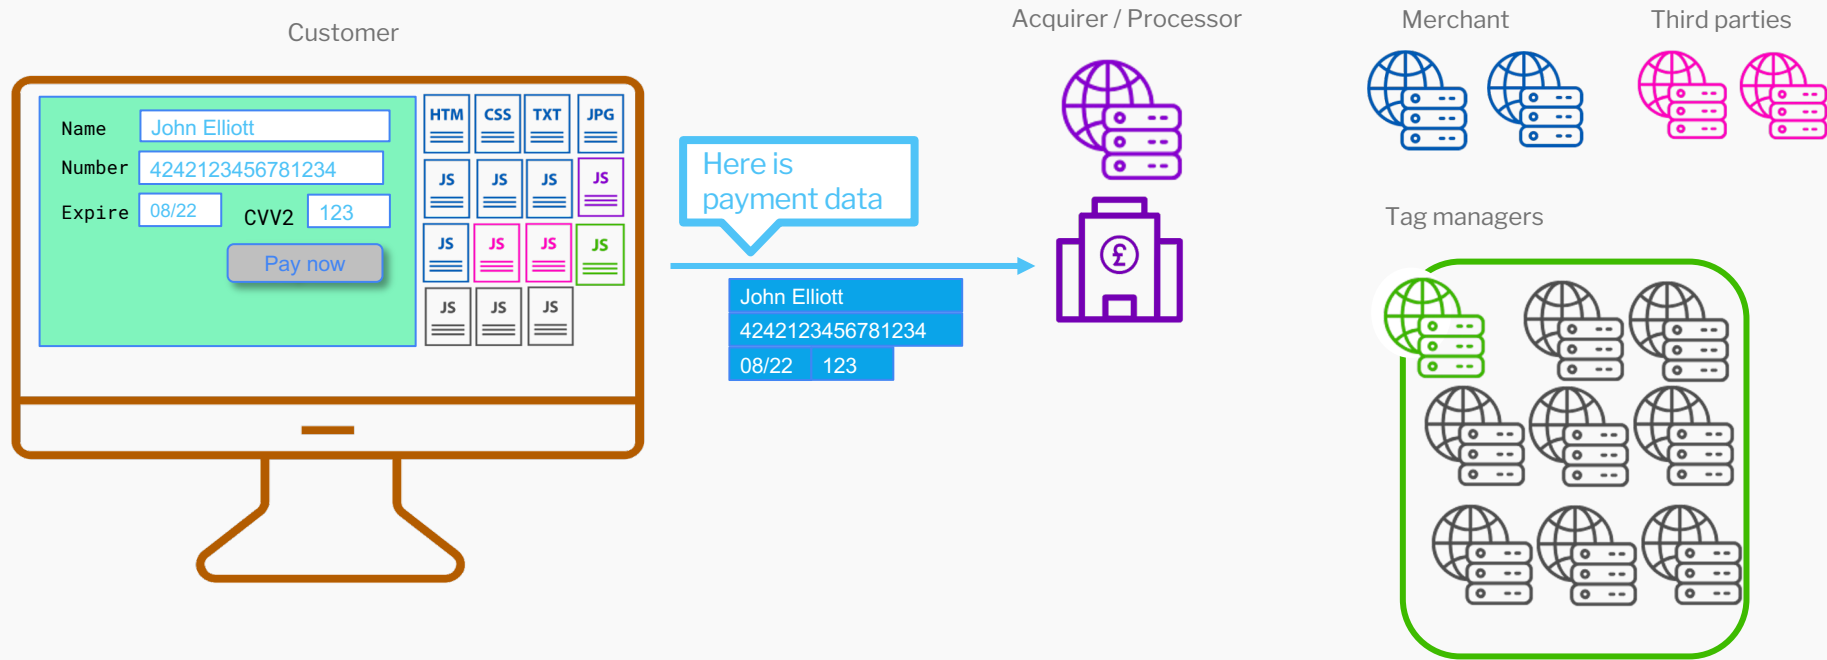 Customer
Acquirer / Processor
Merchant
Third parties
Name
John Elliott
Number
4242123456781234
Expire
08/22
CVV2
123
Pay now
HTM
CSS
TXT
JPG
JS
JS
JS
JS
JS
JS
JS
JS
JS
JS
JS
Here is
payment data
John Elliott
4242123456781234
08/22
123
£
Tag managers